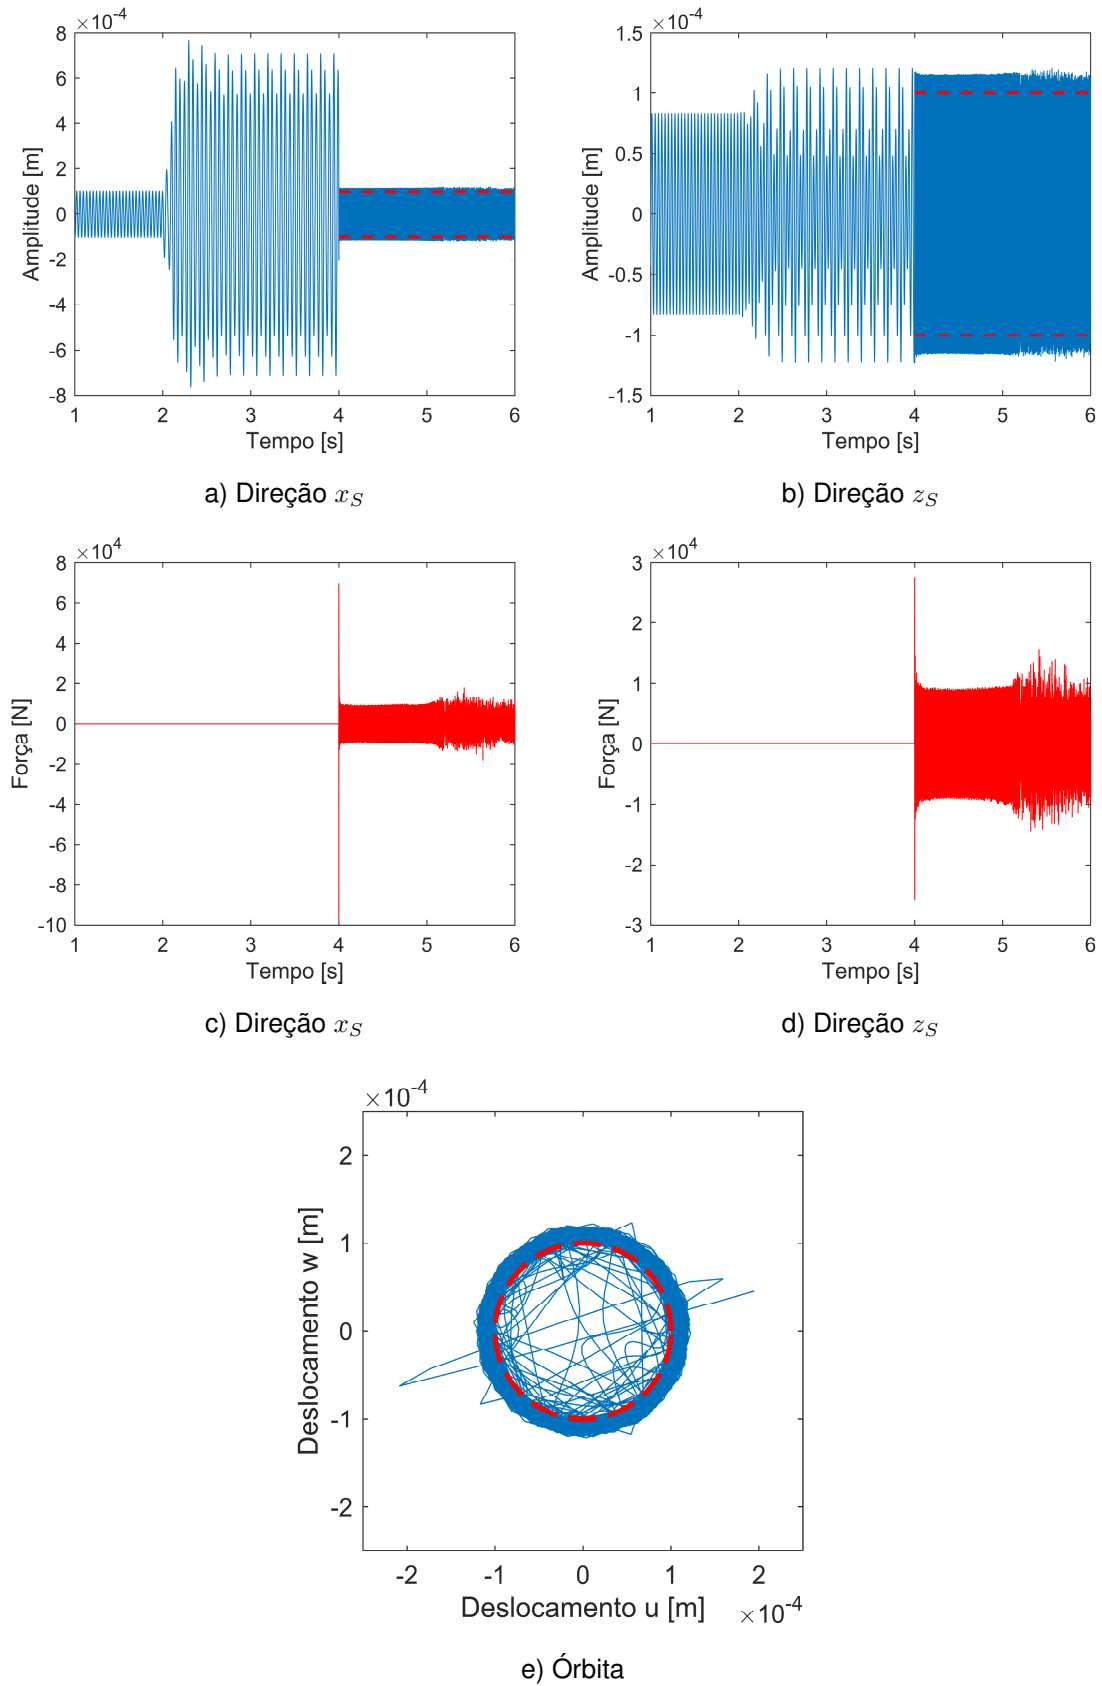 ×10⁻⁴
8
6
4
2
0
-2
-4
-6
-8
Amplitude [m]
1 2 3 4 5 6
Tempo [s]
a) Direção x_S
×10⁻⁴
1.5
1
0.5
0
-0.5
-1
-1.5
Amplitude [m]
1 2 3 4 5 6
Tempo [s]
b) Direção z_S
×10⁴
8
6
4
2
0
-2
-4
-6
-8
-10
Força [N]
1 2 3 4 5 6
Tempo [s]
c) Direção x_S
×10⁴
3
2
1
0
-1
-2
-3
Força [N]
1 2 3 4 5 6
Tempo [s]
d) Direção z_S
×10⁻⁴
2
1
0
-1
-2
Deslocamento w [m]
-2 -1 0 1 2
Deslocamento u [m] ×10⁻⁴
e) Órbita